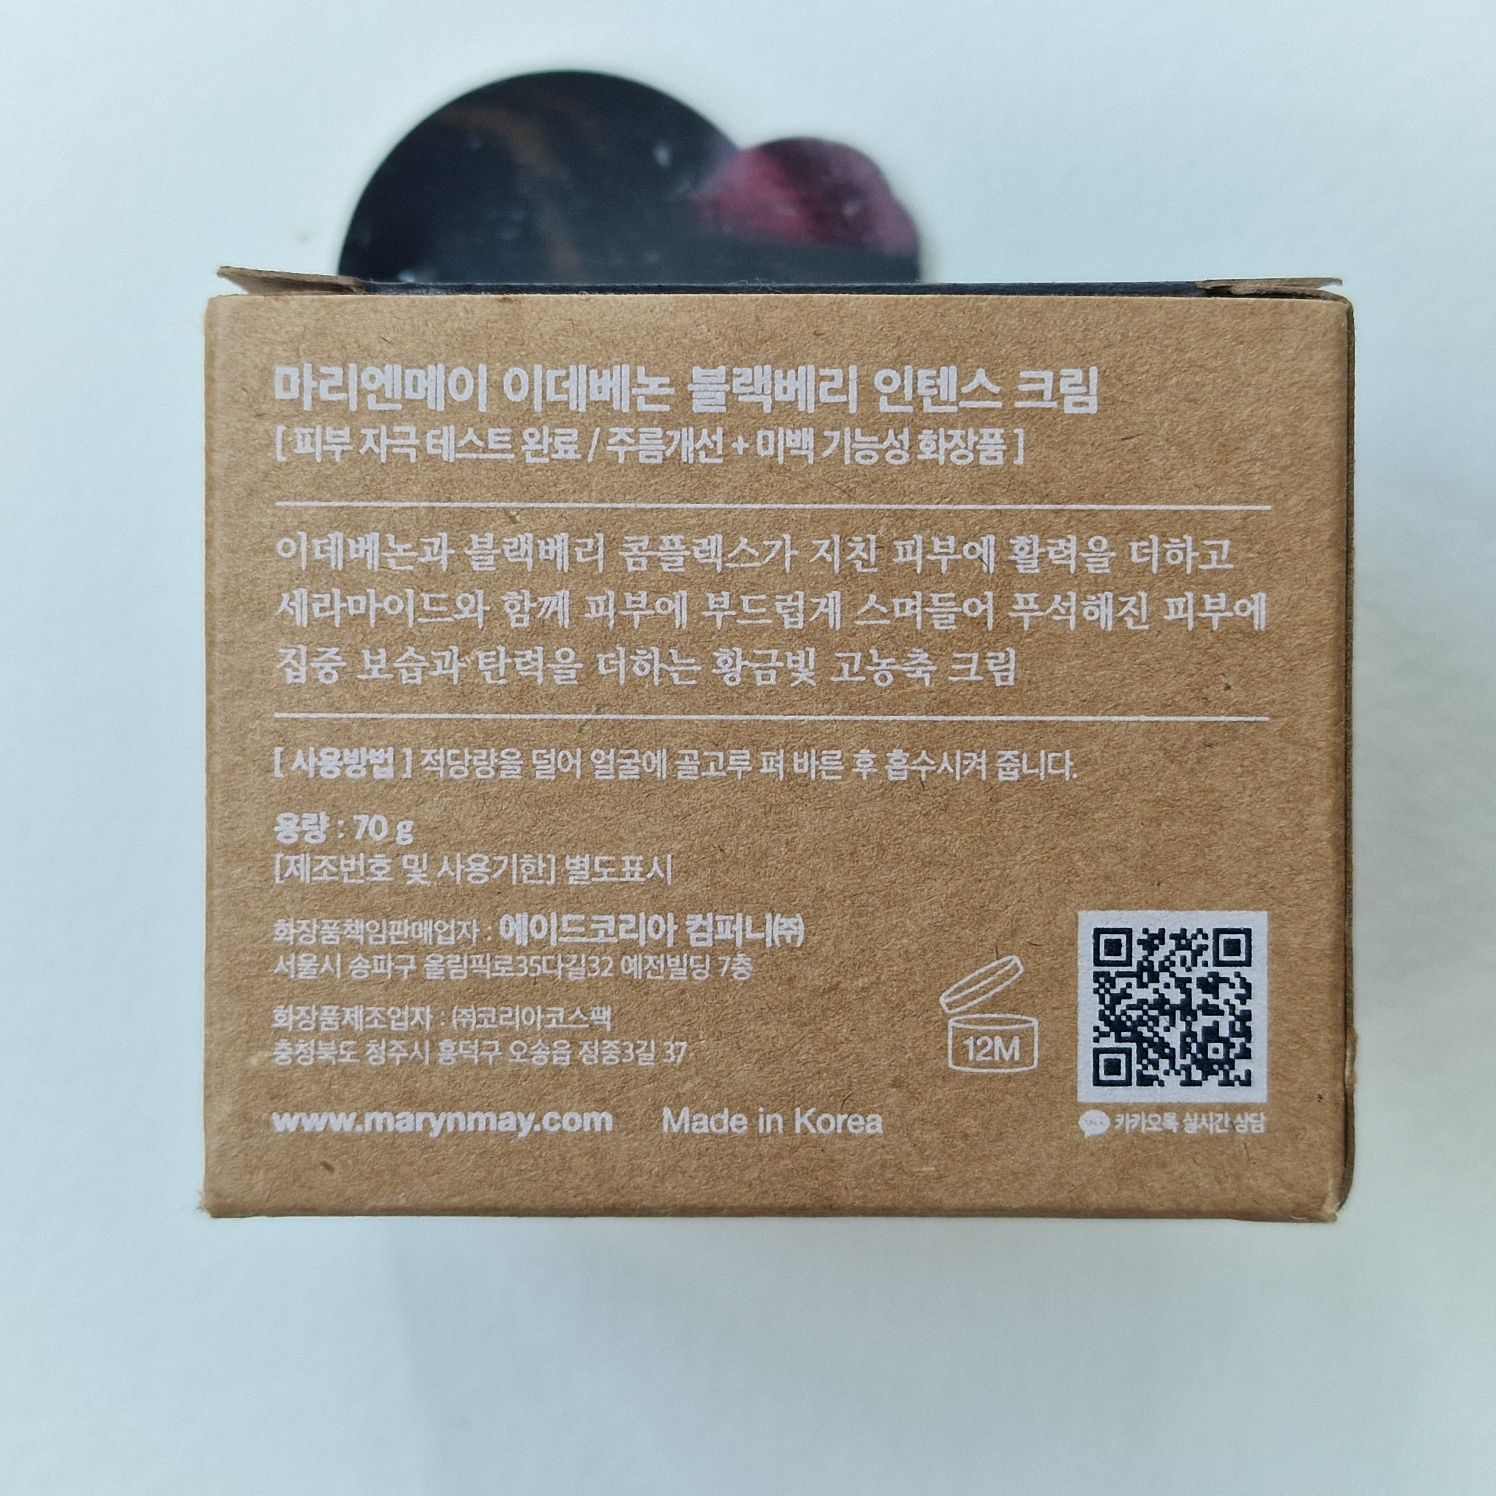 마리엔메이 이데베논 블랙베리 인텐스 크림
[ 피부 자극 테스트 완료 / 주름개선 + 미백 기능성 화장품 ]
이데베논과 블랙베리 콤플렉스가 지친 피부에 활력을 더하고
세라마이드와 함께 피부에 부드럽게 스며들어 푸석해진 피부에
집중 보습과 탄력을 더하는 황금빛 고농축 크림
[ 사용방법 ] 적당량을 덜어 얼굴에 골고루 펴 바른 후 흡수시켜 줍니다.
용량 : 70 g
[제조번호 및 사용기한] 별도표시
화장품책임판매업자 : 에이드코리아 컴퍼니㈜
서울시 송파구 올림픽로35다길32 예전빌딩 7층
화장품제조업자 : ㈜코리아코스팩
충청북도 청주시 흥덕구 오송읍 정중3길 37
12M
www.marynmay.com Made in Korea
카카오톡 실시간 상담